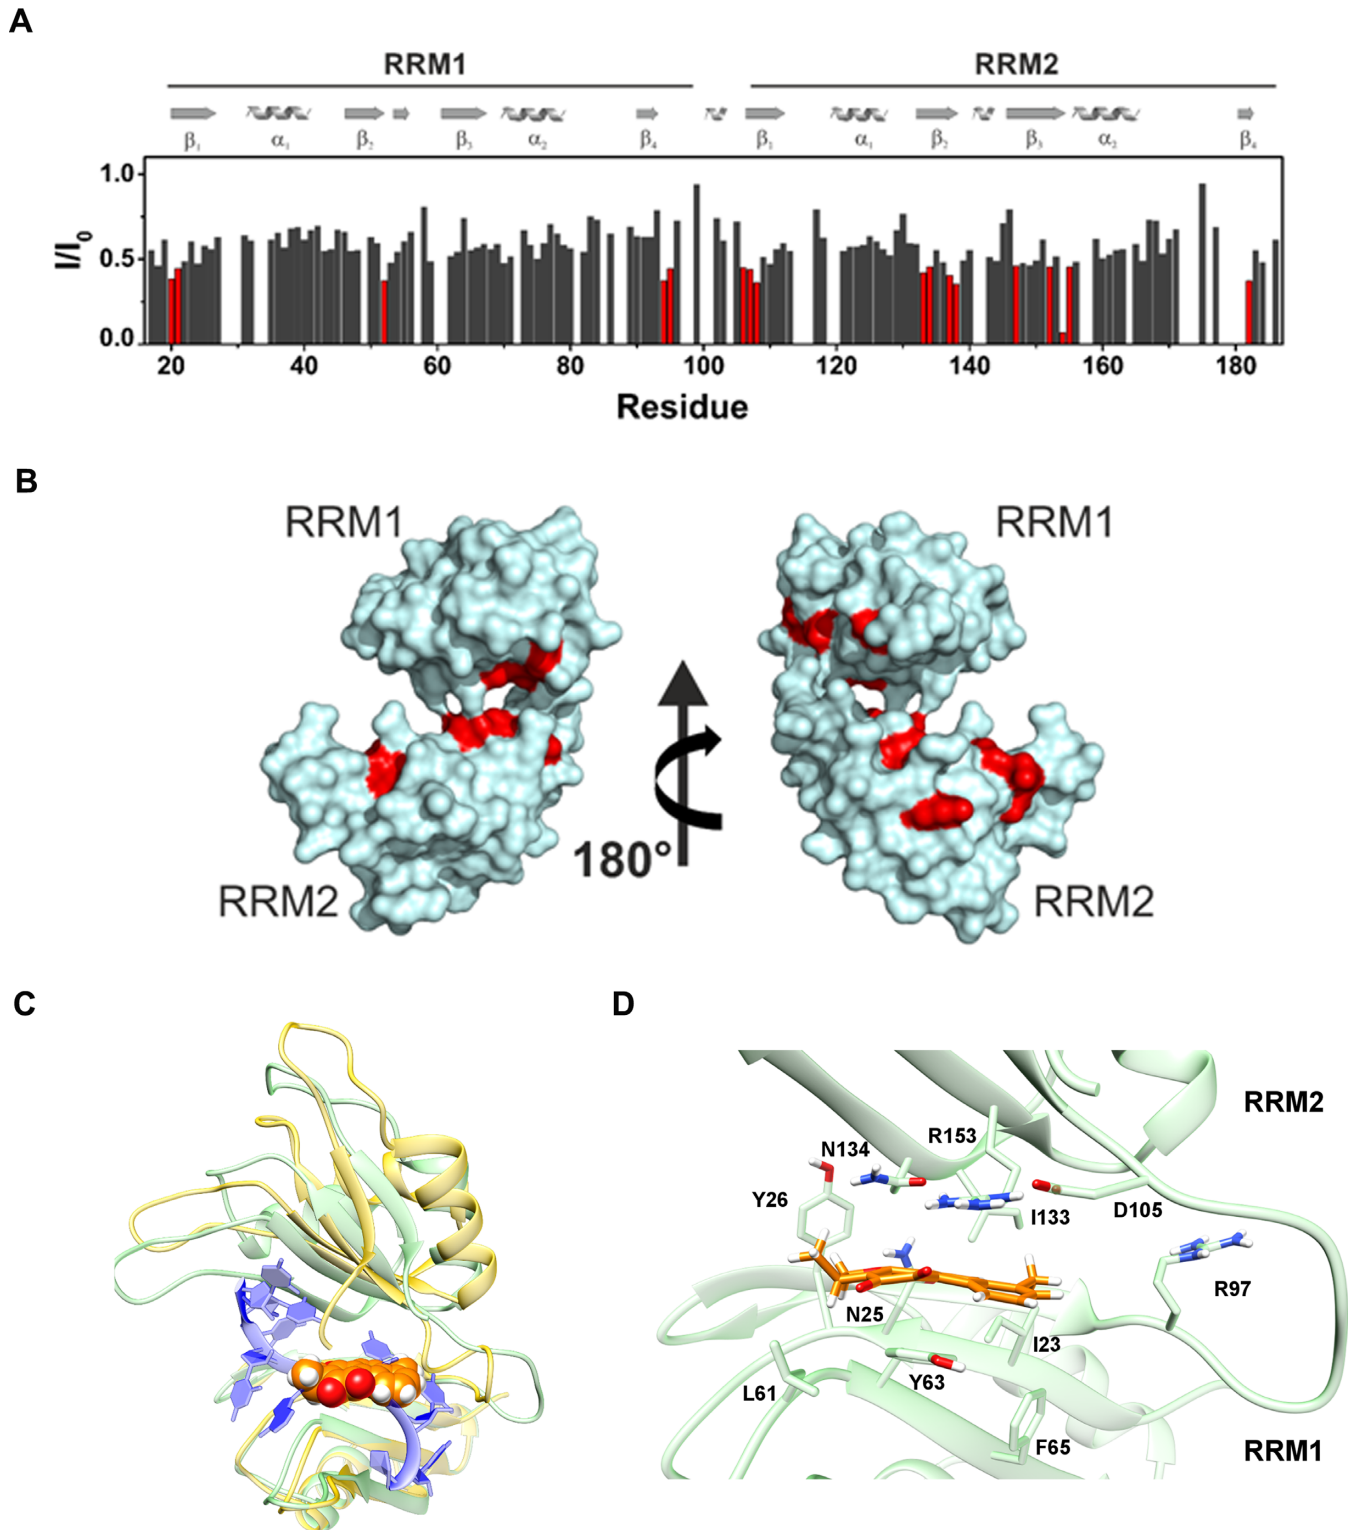 A
RRM1 RRM2
β₁ α₁ β₂ β₃ α₂ β₄ β₁ α₁ β₂ β₃ α₂ β₄
I/I₀
1.0
0.5
0.0
20 40 60 80 100 120 140 160 180
Residue
B
RRM1 RRM1
180°
RRM2 RRM2
C D
RRM2
R153
N134
Y26
I133 D105
R97
N25
I23
Y63
L61
F65
RRM1